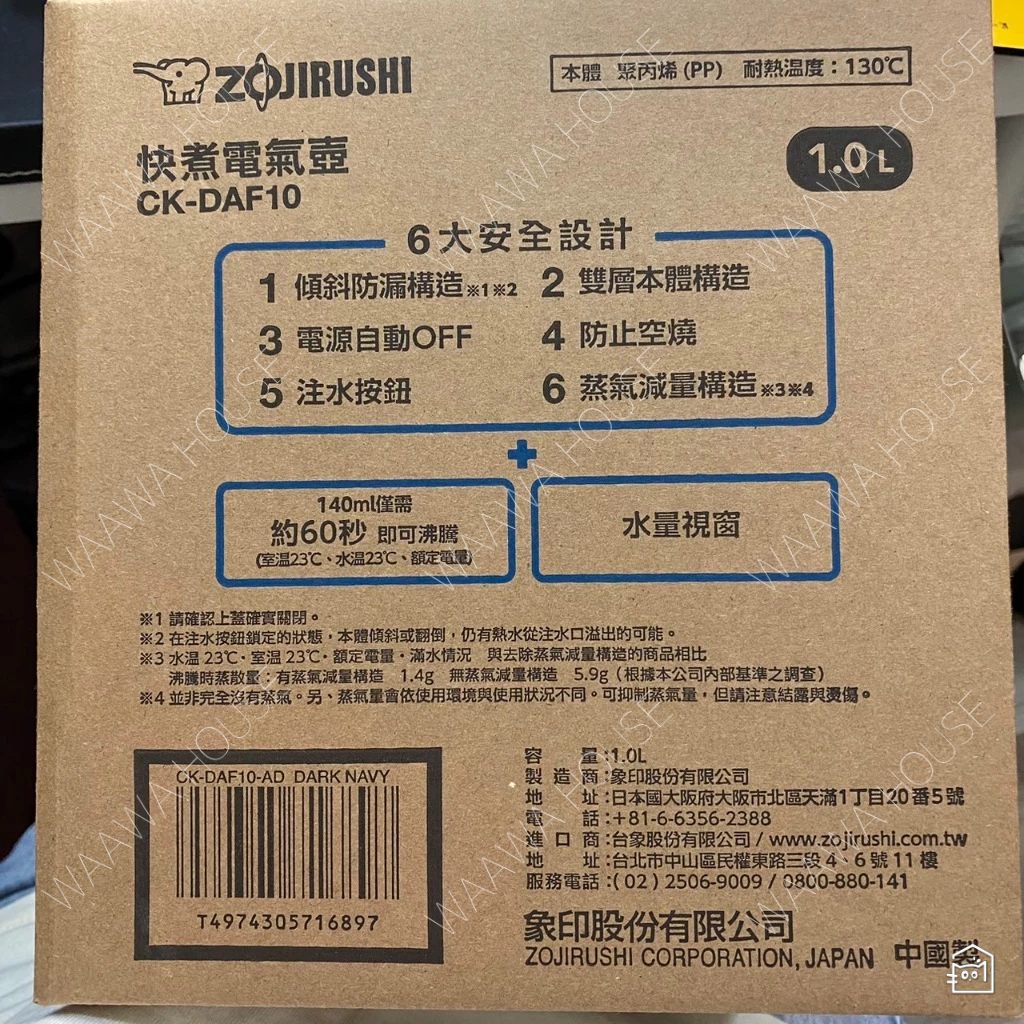 ZOJIRUSHI
本體 聚丙烯(PP) 耐熱溫度：130℃
快煮電氣壺
CK-DAF10
1.0L
6大安全設計
1 傾斜防漏構造※1※2 2 雙層本體構造
3 電源自動OFF 4 防止空燒
5 注水按鈕 6 蒸氣減量構造※3※4
+
140ml僅需
約60秒 即可沸騰
(室溫23℃、水溫23℃、額定電量)
水量視窗
※1 請確認上蓋確實關閉。
※2 在注水按鈕鎖定的狀態，本體傾斜或翻倒，仍有熱水從注水口溢出的可能。
※3 水溫 23℃・室溫 23℃・額定電量・滿水情況 與去除蒸氣減量構造的商品相比
沸騰時蒸散量：有蒸氣減量構造 1.4g 無蒸氣減量構造 5.9g（根據本公司內部基準之調查）
※4 並非完全沒有蒸氣。另、蒸氣量會依使用環境與使用狀況不同。可抑制蒸氣量，但請注意結露與燙傷。
CK-DAF10-AD DARK NAVY
T4974305716897
容量:1.0L
製造商:象印股份有限公司
地址:日本國大阪府大阪市北區天滿1丁目20番5號
電話:+81-6-6356-2388
進口商:台象股份有限公司 / www.zojirushi.com.tw
地址:台北市中山區民權東路三段 4、6 號 11 樓
服務電話:(02) 2506-9009 / 0800-880-141
象印股份有限公司
ZOJIRUSHI CORPORATION, JAPAN 中國製
WAAWA HOUSE